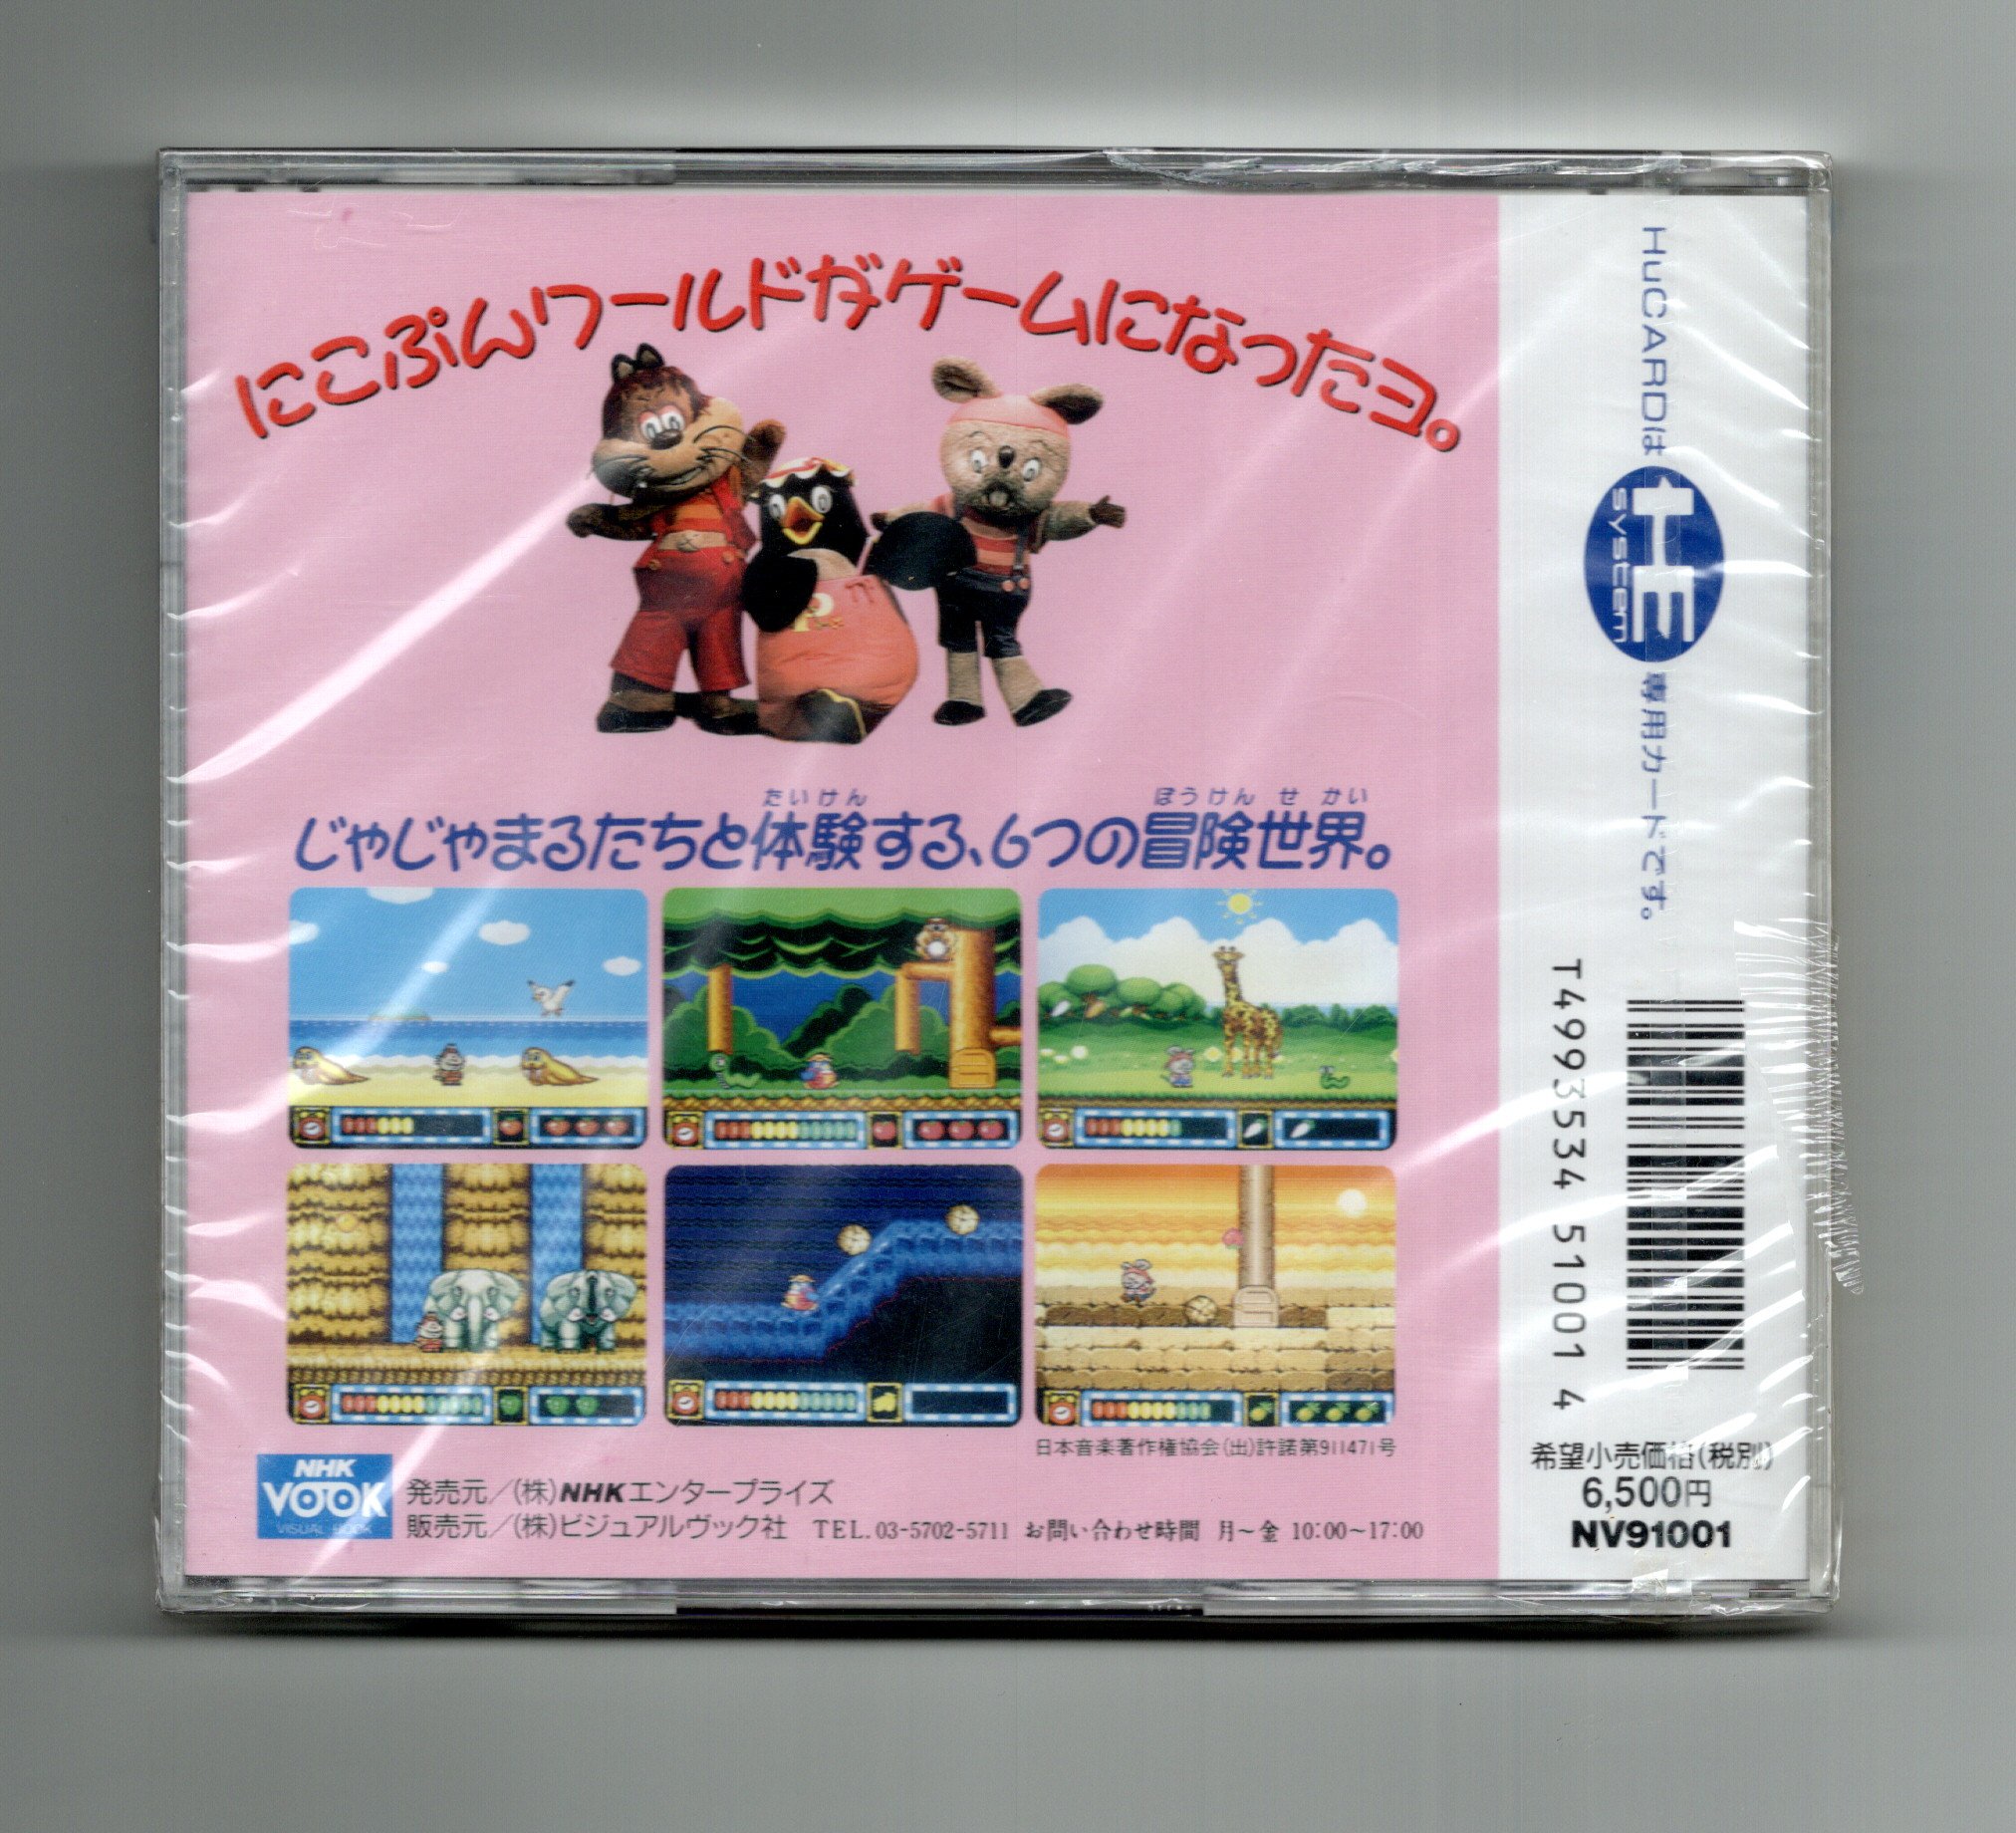 にこぷんワールドがゲームになったヨ。
たいけん ぼうけん せ かい
じゃじゃまるたちと体験する、6つの冒険世界。
日本音楽著作権協会(出)許諾第911471号
NHK
VOOK
VISUAL BOOK
発売元／(株)NHKエンタープライズ
販売元／(株)ビジュアルヴック社 TEL.03-5702-5711 お問い合わせ時間 月～金 10:00～17:00
HuCARDは
HE
system
専用カードです。
T4993534 51001 4
希望小売価格(税別)
6,500円
NV91001